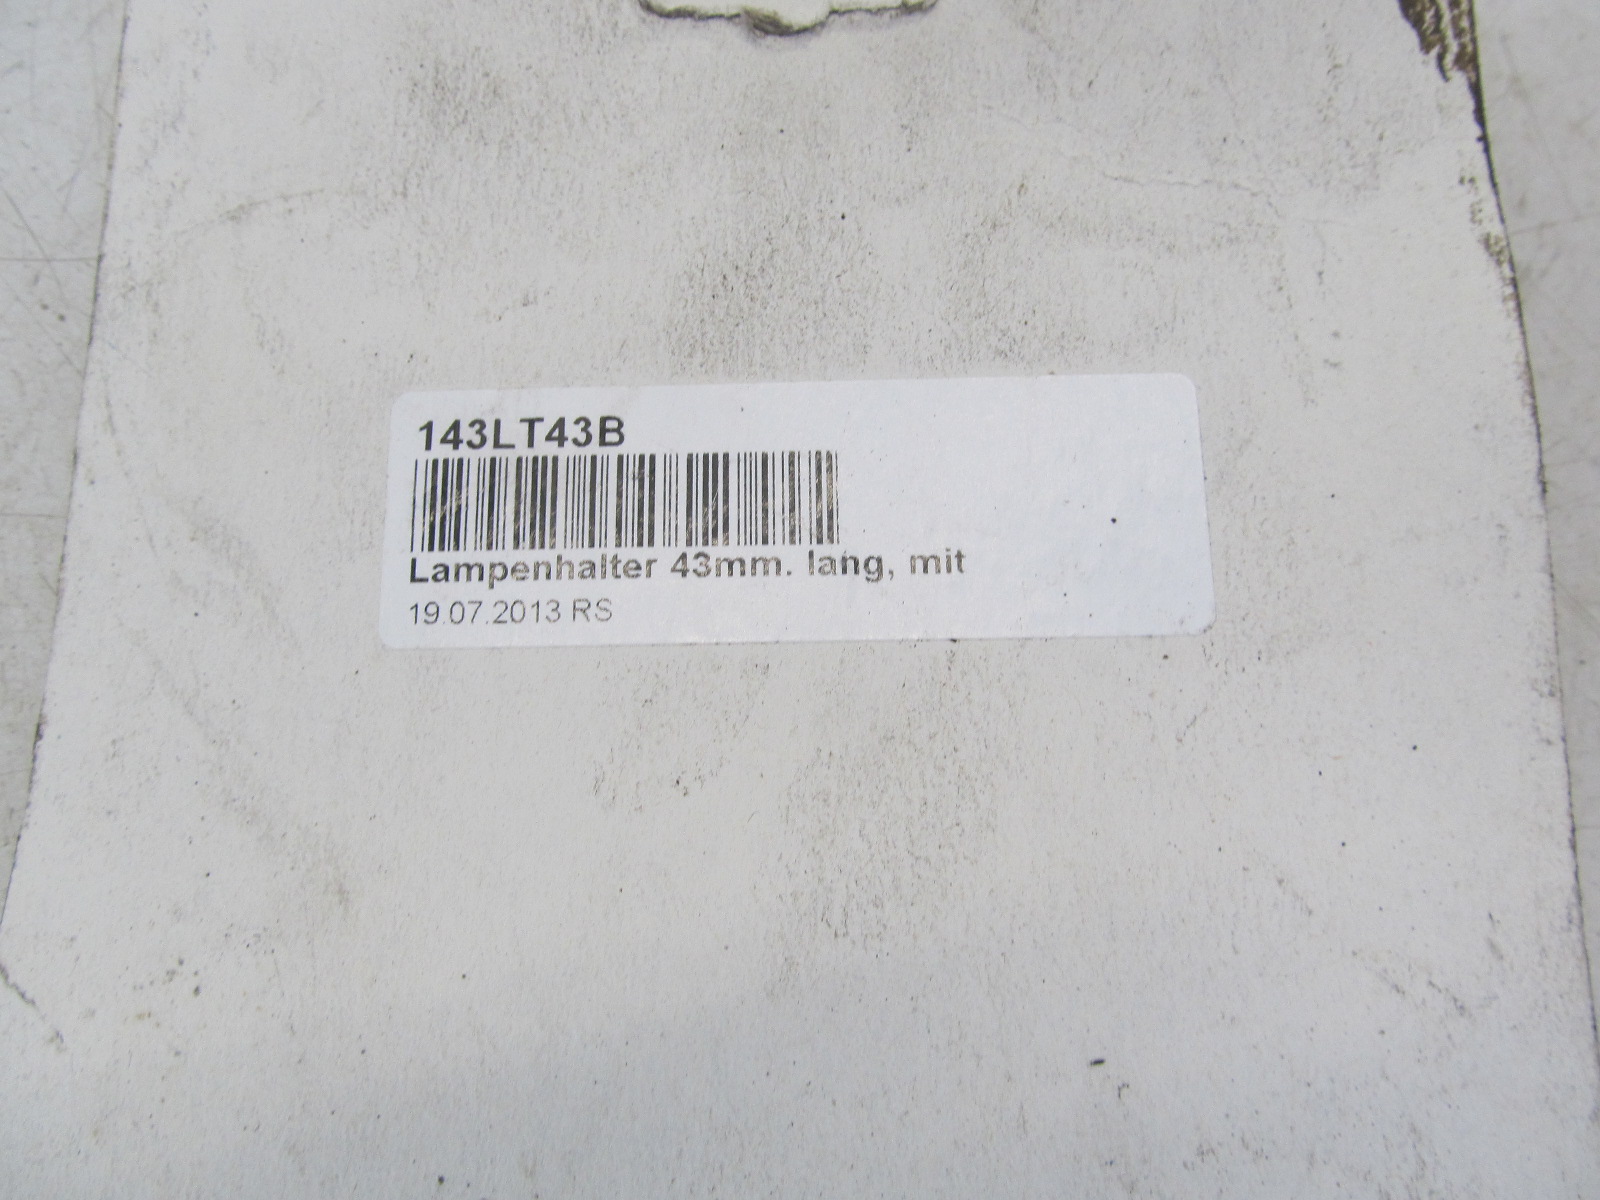 143LT43B
Lampenhalter 43mm. lang, mit
19.07.2013 RS